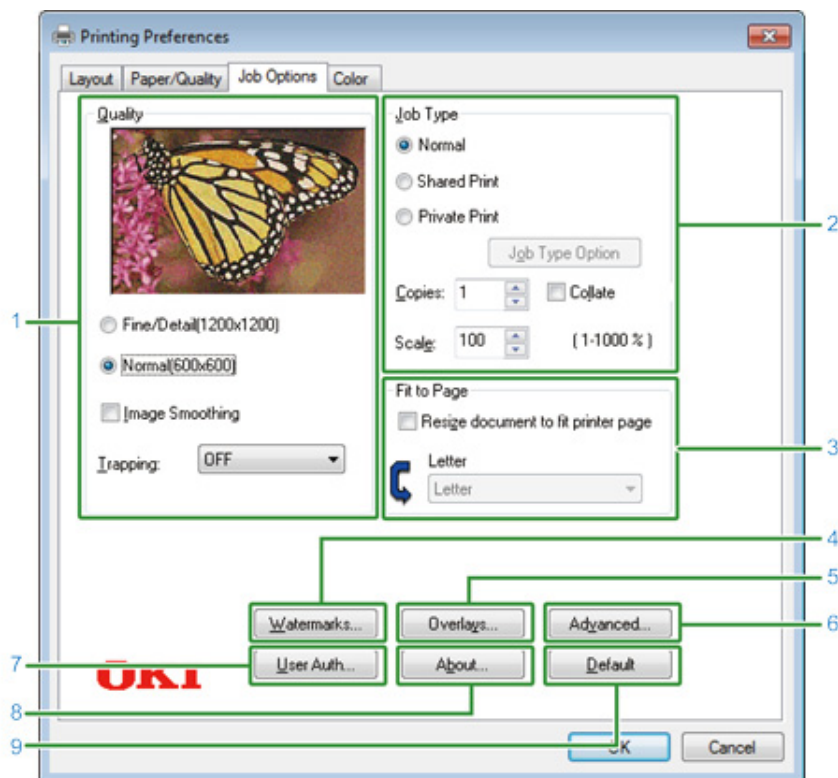 Printing Preferences
Layout Paper/Quality Job Options Color
Quality
1
Fine/Detail(1200x1200)
Normal(600x600)
Image Smoothing
Trapping: OFF
Job Type
Normal
Shared Print
Private Print
2
Job Type Option
Copies: 1 Collate
Scale: 100 (1-1000 %)
Fit to Page
Resize document to fit printer page
3
Letter
Letter
4
5
Watermarks... Overlays... Advanced... 6
7 User Auth... About... Default
OKI
8
9
OK Cancel